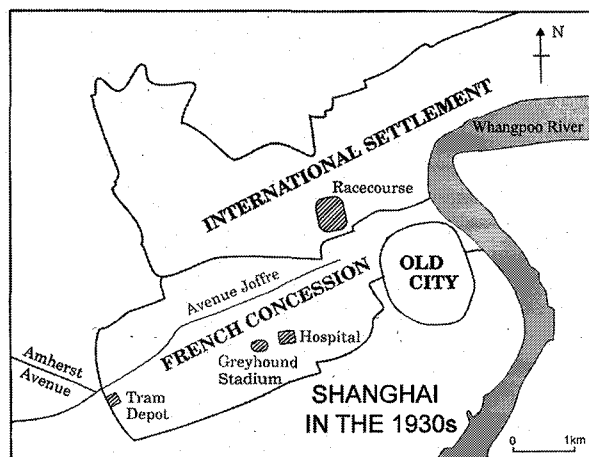 N
Whangpoo River
INTERNATIONAL SETTLEMENT
Racecourse
OLD
CITY
Avenue Joffre
FRENCH CONCESSION
Hospital
Greyhound
Stadium
Amherst
Avenue
Tram
Depot
SHANGHAI
IN THE 1930s
0 1km